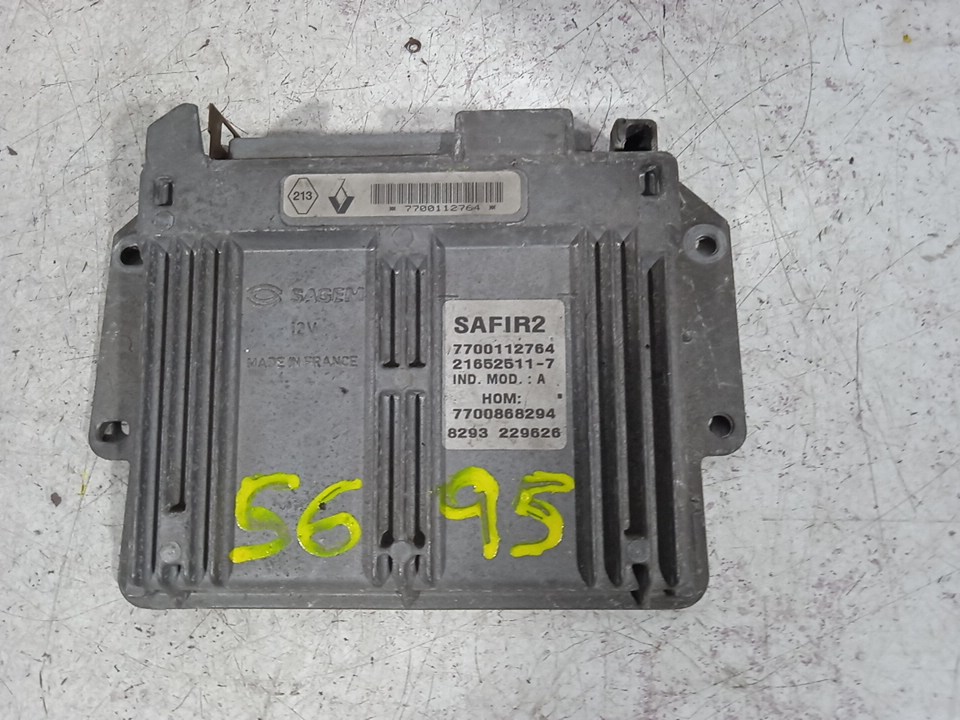 213
* 7700112764 *
SAGEM
12V
MADE IN FRANCE
SAFIR2
7700112764
21652511-7
IND. MOD. : A
HOM:
7700868294
8293 229626
56 95